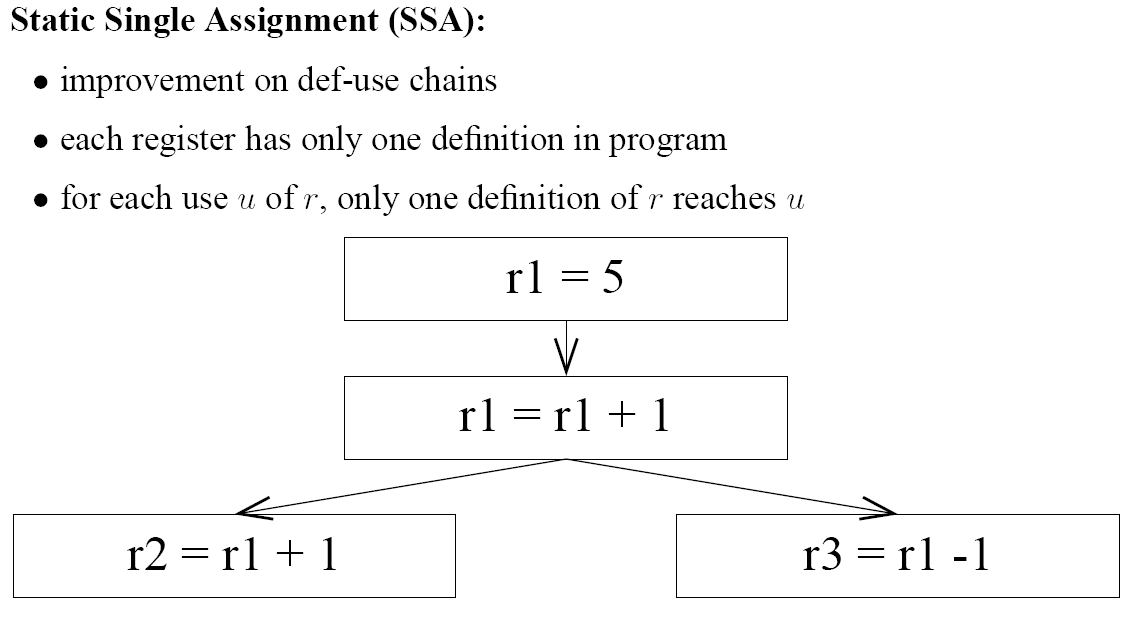 Static Single Assignment (SSA):
• improvement on def-use chains
• each register has only one definition in program
• for each use u of r, only one definition of r reaches u
r1 = 5
r1 = r1 + 1
r2 = r1 + 1
r3 = r1 -1